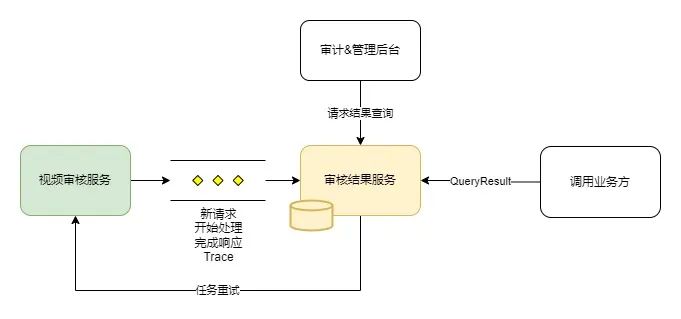 审计&管理后台
请求结果查询
视频审核服务
审核结果服务
QueryResult
调用业务方
新请求
开始处理
完成响应
Trace
任务重试